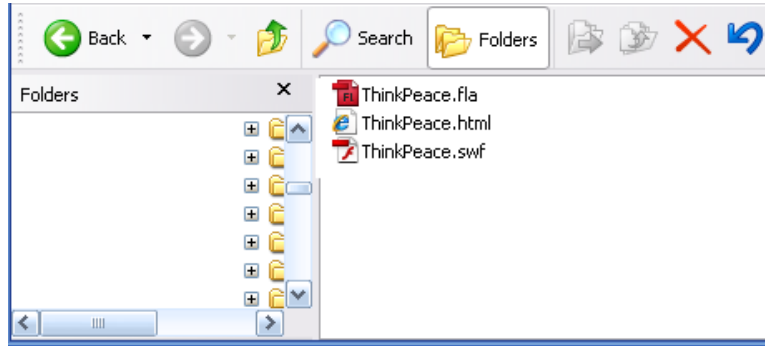 Back Search Folders
Folders
ThinkPeace.fla
ThinkPeace.html
ThinkPeace.swf